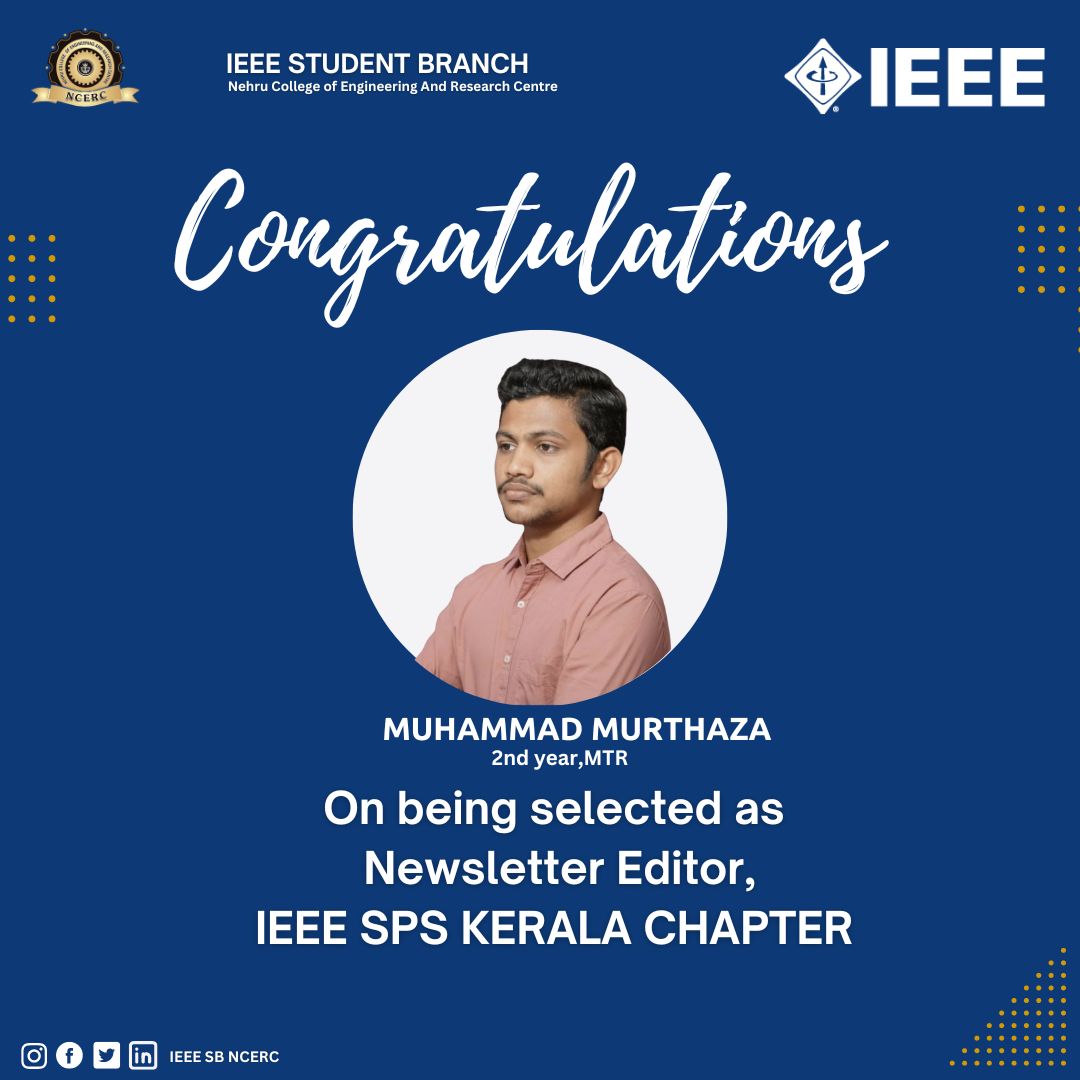 NCERC
IEEE STUDENT BRANCH
Nehru College of Engineering And Research Centre
IEEE
Congratulations
MUHAMMAD MURTHAZA
2nd year,MTR
On being selected as
Newsletter Editor,
IEEE SPS KERALA CHAPTER
IEEE SB NCERC